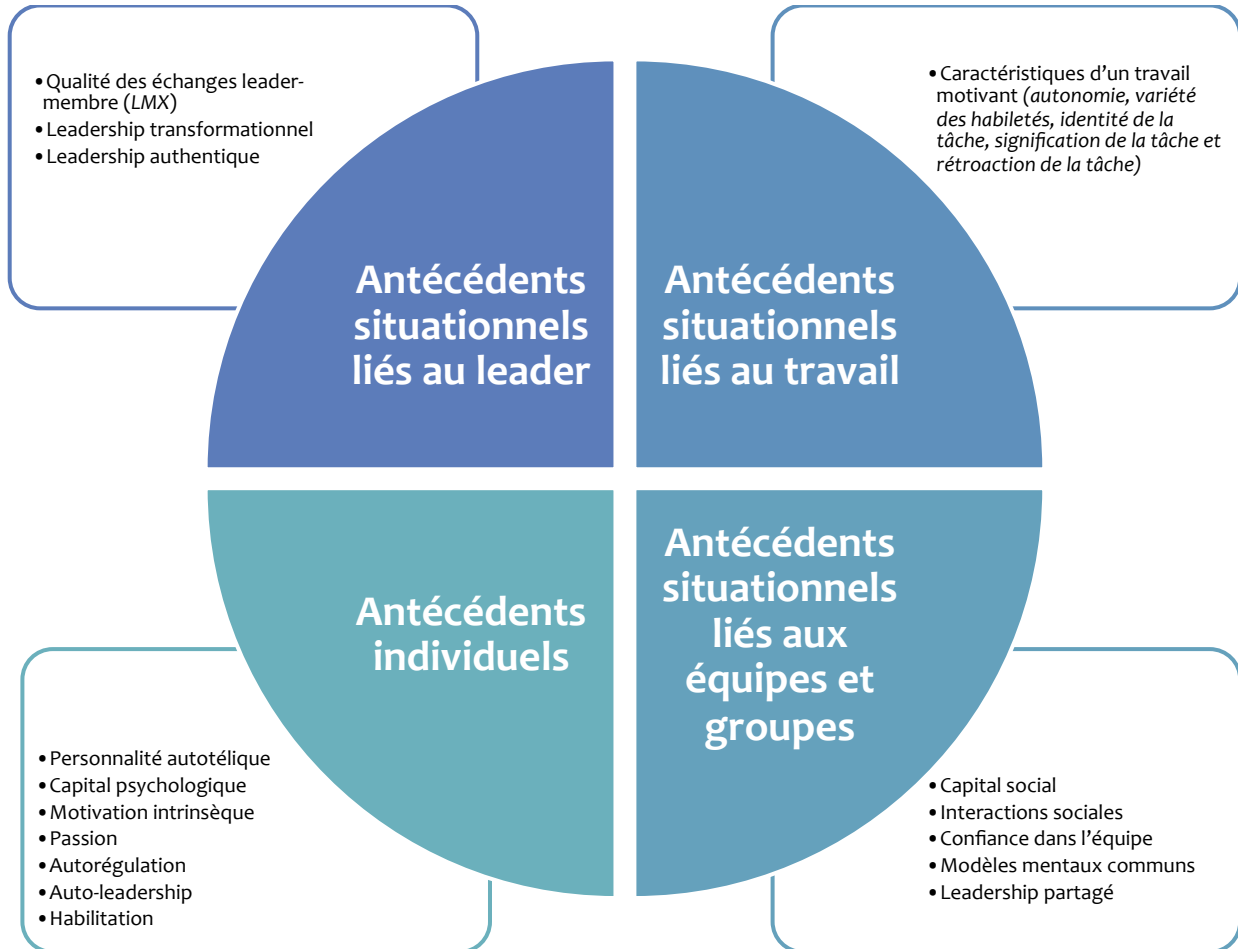 •Qualité des échanges leader-
membre (LMX)
•Leadership transformationnel
•Leadership authentique
•Caractéristiques d’un travail
motivant (autonomie, variété
des habiletés, identité de la
tâche, signification de la tâche et
rétroaction de la tâche)
Antécédents
situationnels
liés au leader
Antécédents
situationnels
liés au travail
Antécédents
individuels
Antécédents
situationnels
liés aux
équipes et
groupes
•Personnalité autotélique
•Capital psychologique
•Motivation intrinsèque
•Passion
•Autorégulation
•Auto-leadership
•Habilitation
•Capital social
•Interactions sociales
•Confiance dans l’équipe
•Modèles mentaux communs
•Leadership partagé